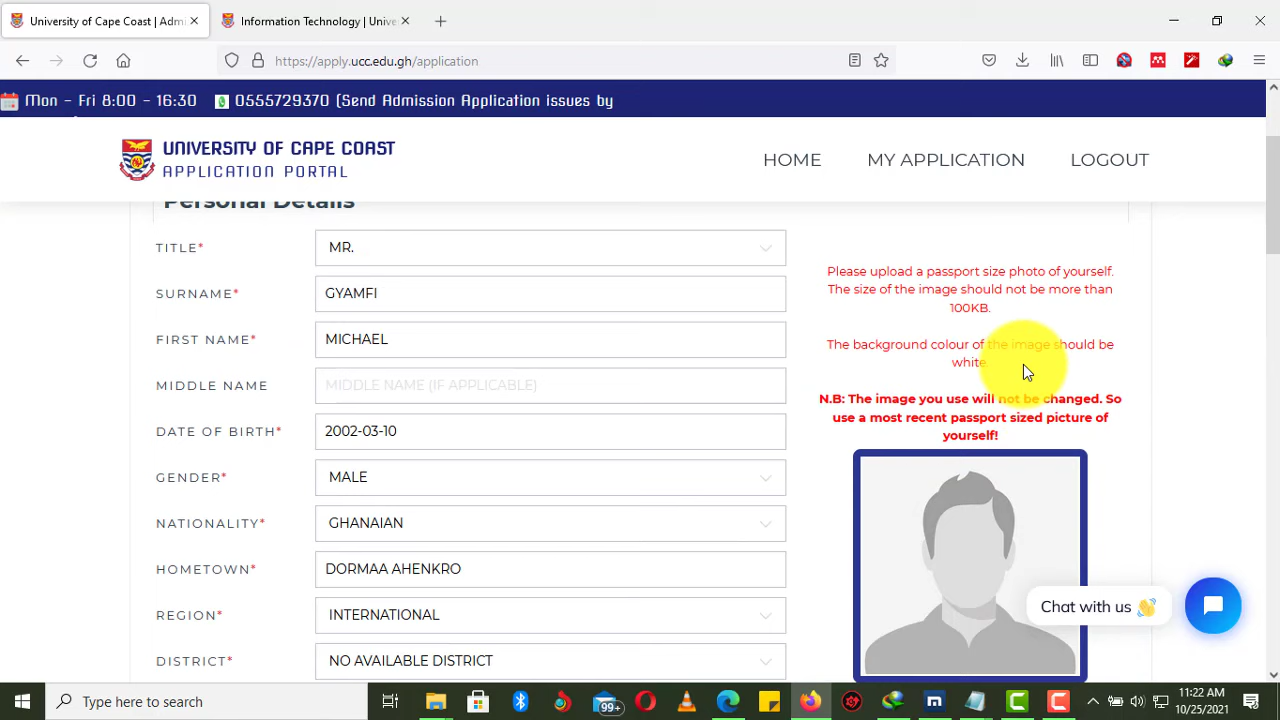 University of Cape Coast | Admi
Information Technology | Unive
https://apply.ucc.edu.gh/application
Mon - Fri 8:00 - 16:30 0555729370 (Send Admission Application issues by
UNIVERSITY OF CAPE COAST
APPLICATION PORTAL
HOME MY APPLICATION LOGOUT
Personal Details
TITLE* MR.
SURNAME* GYAMFI
FIRST NAME* MICHAEL
MIDDLE NAME MIDDLE NAME (IF APPLICABLE)
DATE OF BIRTH* 2002-03-10
GENDER* MALE
NATIONALITY* GHANAIAN
HOMETOWN* DORMAA AHENKRO
REGION* INTERNATIONAL
DISTRICT* NO AVAILABLE DISTRICT
Please upload a passport size photo of yourself.
The size of the image should not be more than
100KB.
The background colour of the image should be
white.
N.B: The image you use will not be changed. So
use a most recent passport sized picture of
yourself!
Chat with us 👋
Type here to search
99+
11:22 AM
10/25/2021